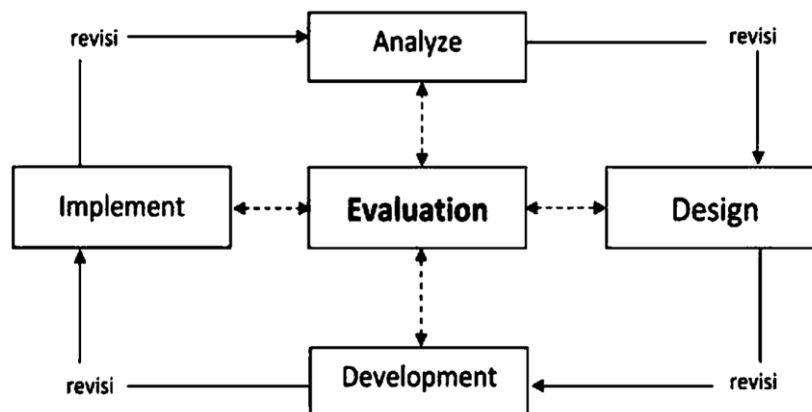 revisi
Analyze
revisi
Implement
Evaluation
Design
revisi
Development
revisi